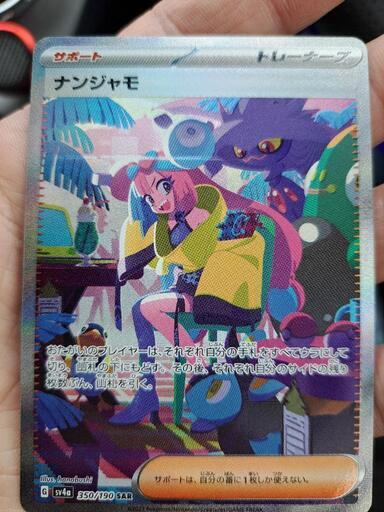 サポート
トレーナーズ
ナンジャモ
おたがいのプレイヤーは、それぞれ自分の手札をすべてウラにして
切り、山札の下にもどす。その後、それぞれ自分のサイドの残り
枚数ぶん、山札を引く。
Illus. hanabushi
サポートは、自分の番に1枚しか使えない。
G sv4a 350/190 SAR